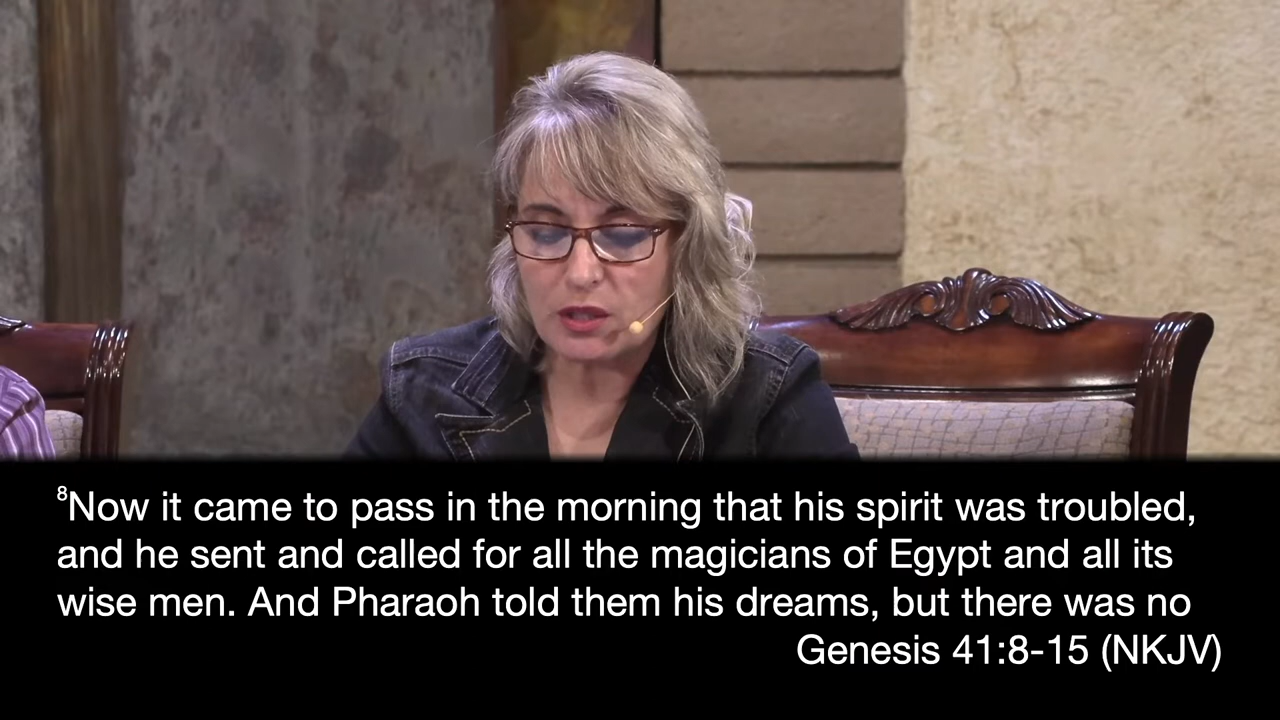 ⁸Now it came to pass in the morning that his spirit was troubled,
and he sent and called for all the magicians of Egypt and all its
wise men. And Pharaoh told them his dreams, but there was no
Genesis 41:8-15 (NKJV)